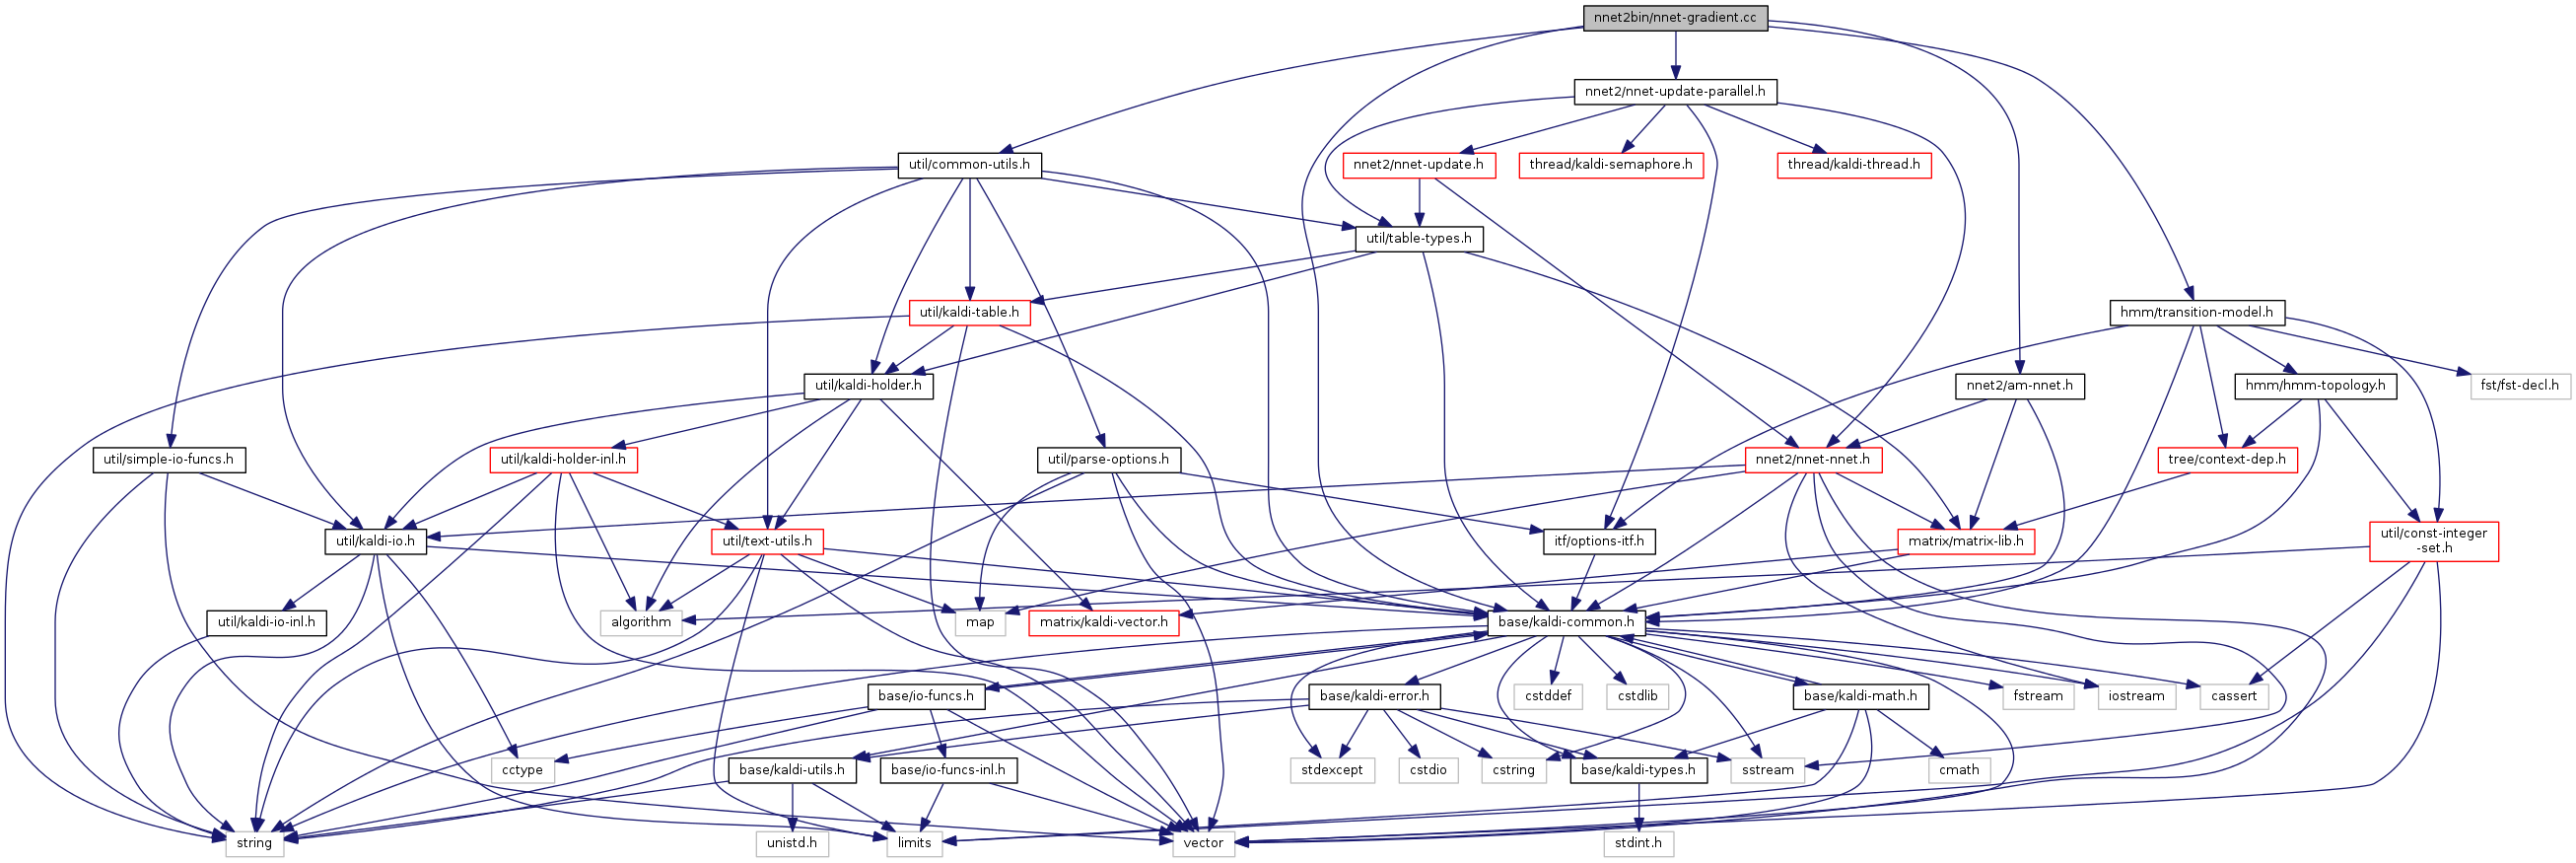 nnet2bin/nnet-gradient.cc
nnet2/nnet-update-parallel.h
util/common-utils.h
nnet2/nnet-update.h
thread/kaldi-semaphore.h
thread/kaldi-thread.h
util/table-types.h
util/kaldi-table.h
hmm/transition-model.h
util/kaldi-holder.h
nnet2/am-nnet.h
hmm/hmm-topology.h
fst/fst-decl.h
util/simple-io-funcs.h
util/kaldi-holder-inl.h
util/parse-options.h
nnet2/nnet-nnet.h
tree/context-dep.h
util/kaldi-io.h
util/text-utils.h
itf/options-itf.h
matrix/matrix-lib.h
util/const-integer
-set.h
util/kaldi-io-inl.h
algorithm
map
matrix/kaldi-vector.h
base/kaldi-common.h
base/io-funcs.h
base/kaldi-error.h
cstddef
cstdlib
base/kaldi-math.h
fstream
iostream
cassert
cctype
base/kaldi-utils.h
base/io-funcs-inl.h
stdexcept
cstdio
cstring
base/kaldi-types.h
sstream
cmath
string
unistd.h
limits
vector
stdint.h